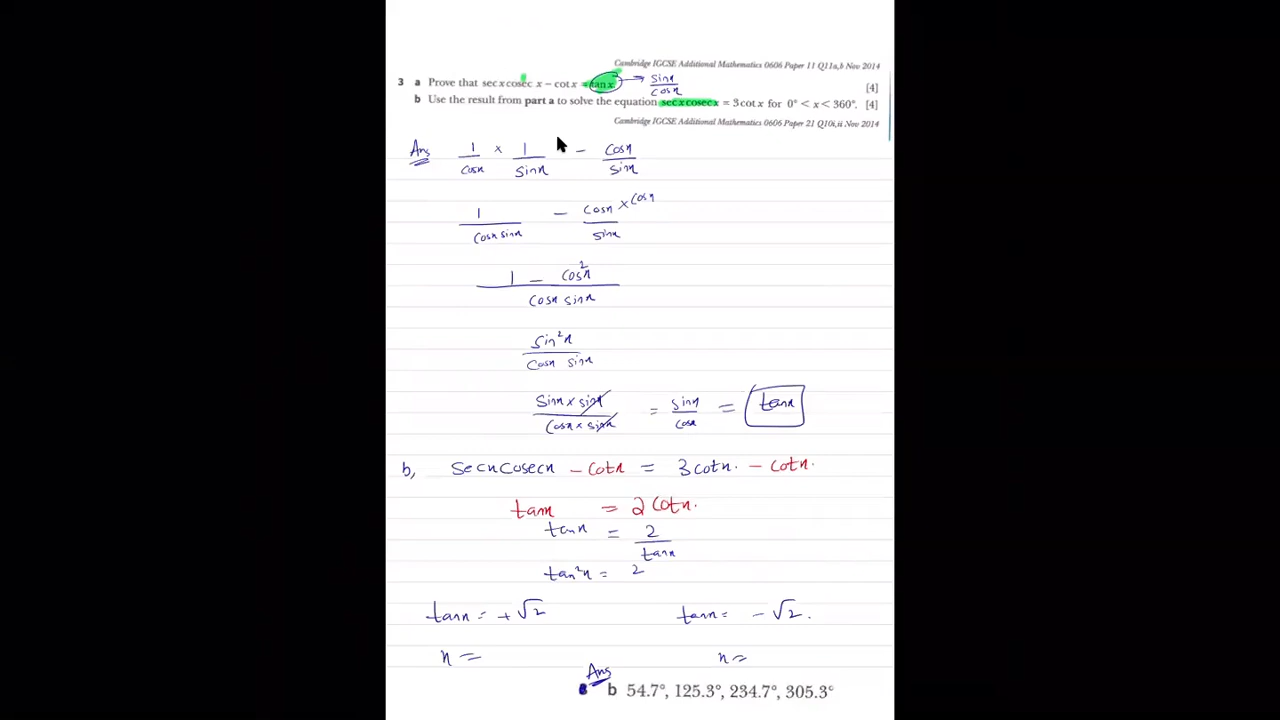 Cambridge IGCSE Additional Mathematics 0606 Paper 11 Q11a,b Nov 2014
3 a Prove that sec x cosec x − cot x = tan x. → sinx/cosx [4]
b Use the result from part a to solve the equation sec x cosec x = 3 cot x for 0° < x < 360°. [4]
Cambridge IGCSE Additional Mathematics 0606 Paper 21 Q10i,ii Nov 2014
Ans 1/cosx × 1/sinx − cosx/sinx
1/cosx sinx − cosx × cosx/sinx
1 − cos²x/cosx sinx
sin²x/cosx sinx
sinx × sinx/cosx × sinx = sinx/cosx = tanx
b, secx cosecx − cotx = 3 cotx. − cotx.
tanx = 2 cotx.
tanx = 2/tanx
tan²x = 2
tanx = +√2 tanx = −√2.
x = x =
Ans
b 54.7°, 125.3°, 234.7°, 305.3°